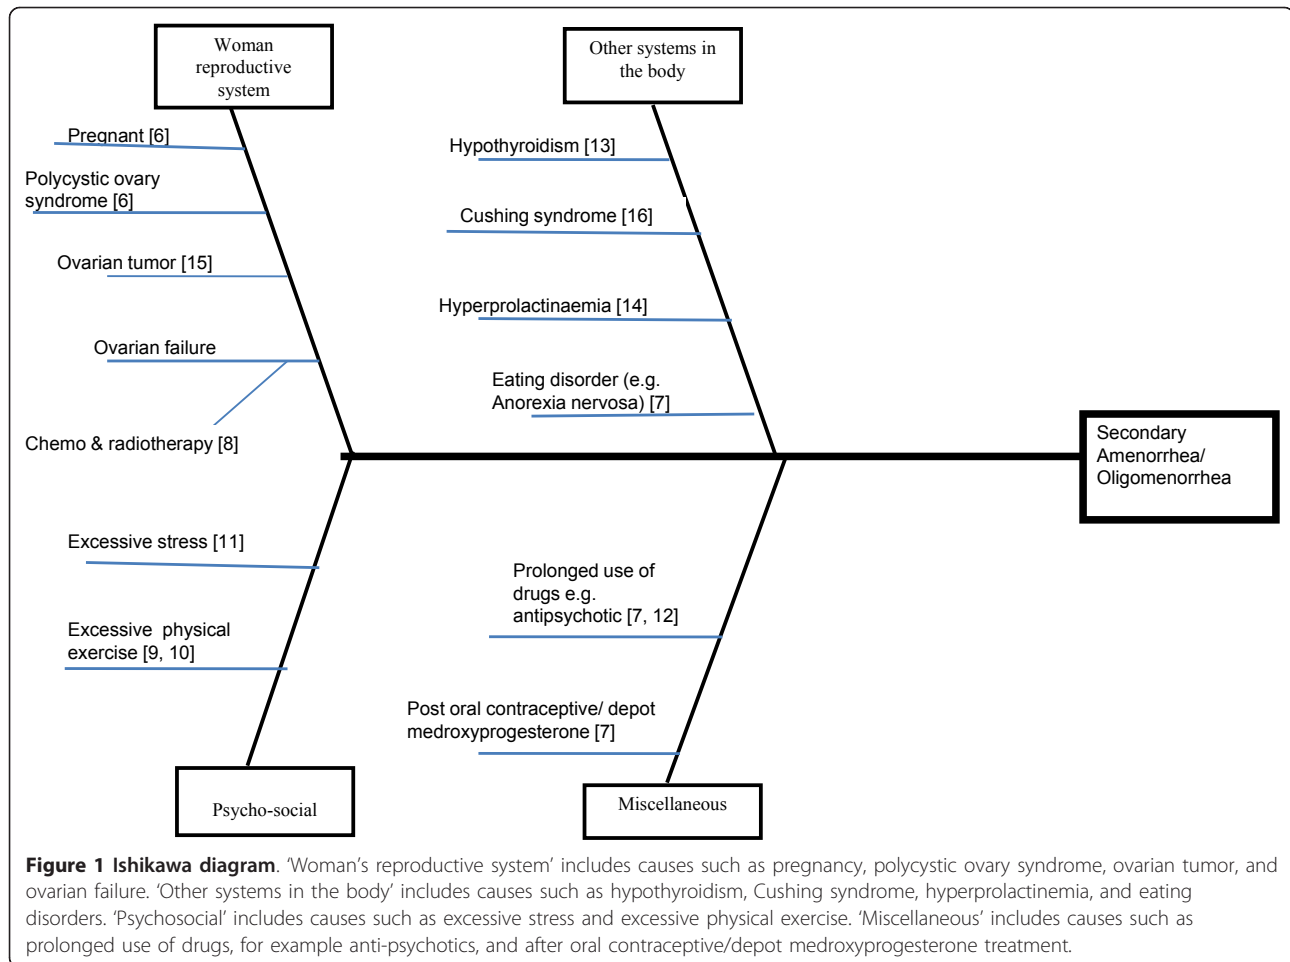 Woman
reproductive
system
Other systems in
the body
Pregnant [6]
Polycystic ovary
syndrome [6]
Ovarian tumor [15]
Ovarian failure
Chemo & radiotherapy [8]
Hypothyroidism [13]
Cushing syndrome [16]
Hyperprolactinaemia [14]
Eating disorder (e.g.
Anorexia nervosa) [7]
Secondary
Amenorrhea/
Oligomenorrhea
Excessive stress [11]
Excessive physical
exercise [9, 10]
Prolonged use of
drugs e.g.
antipsychotic [7, 12]
Post oral contraceptive/ depot
medroxyprogesterone [7]
Psycho-social
Miscellaneous
Figure 1 Ishikawa diagram. ‘Woman’s reproductive system’ includes causes such as pregnancy, polycystic ovary syndrome, ovarian tumor, and
ovarian failure. ‘Other systems in the body’ includes causes such as hypothyroidism, Cushing syndrome, hyperprolactinemia, and eating
disorders. ‘Psychosocial’ includes causes such as excessive stress and excessive physical exercise. ‘Miscellaneous’ includes causes such as
prolonged use of drugs, for example anti-psychotics, and after oral contraceptive/depot medroxyprogesterone treatment.